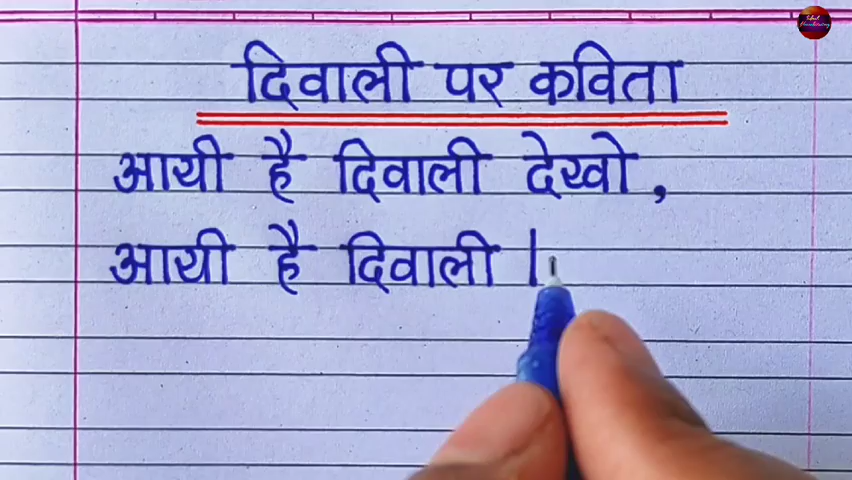 दिवाली पर कविता
आयी है दिवाली देखो,
आयी है दिवाली ।